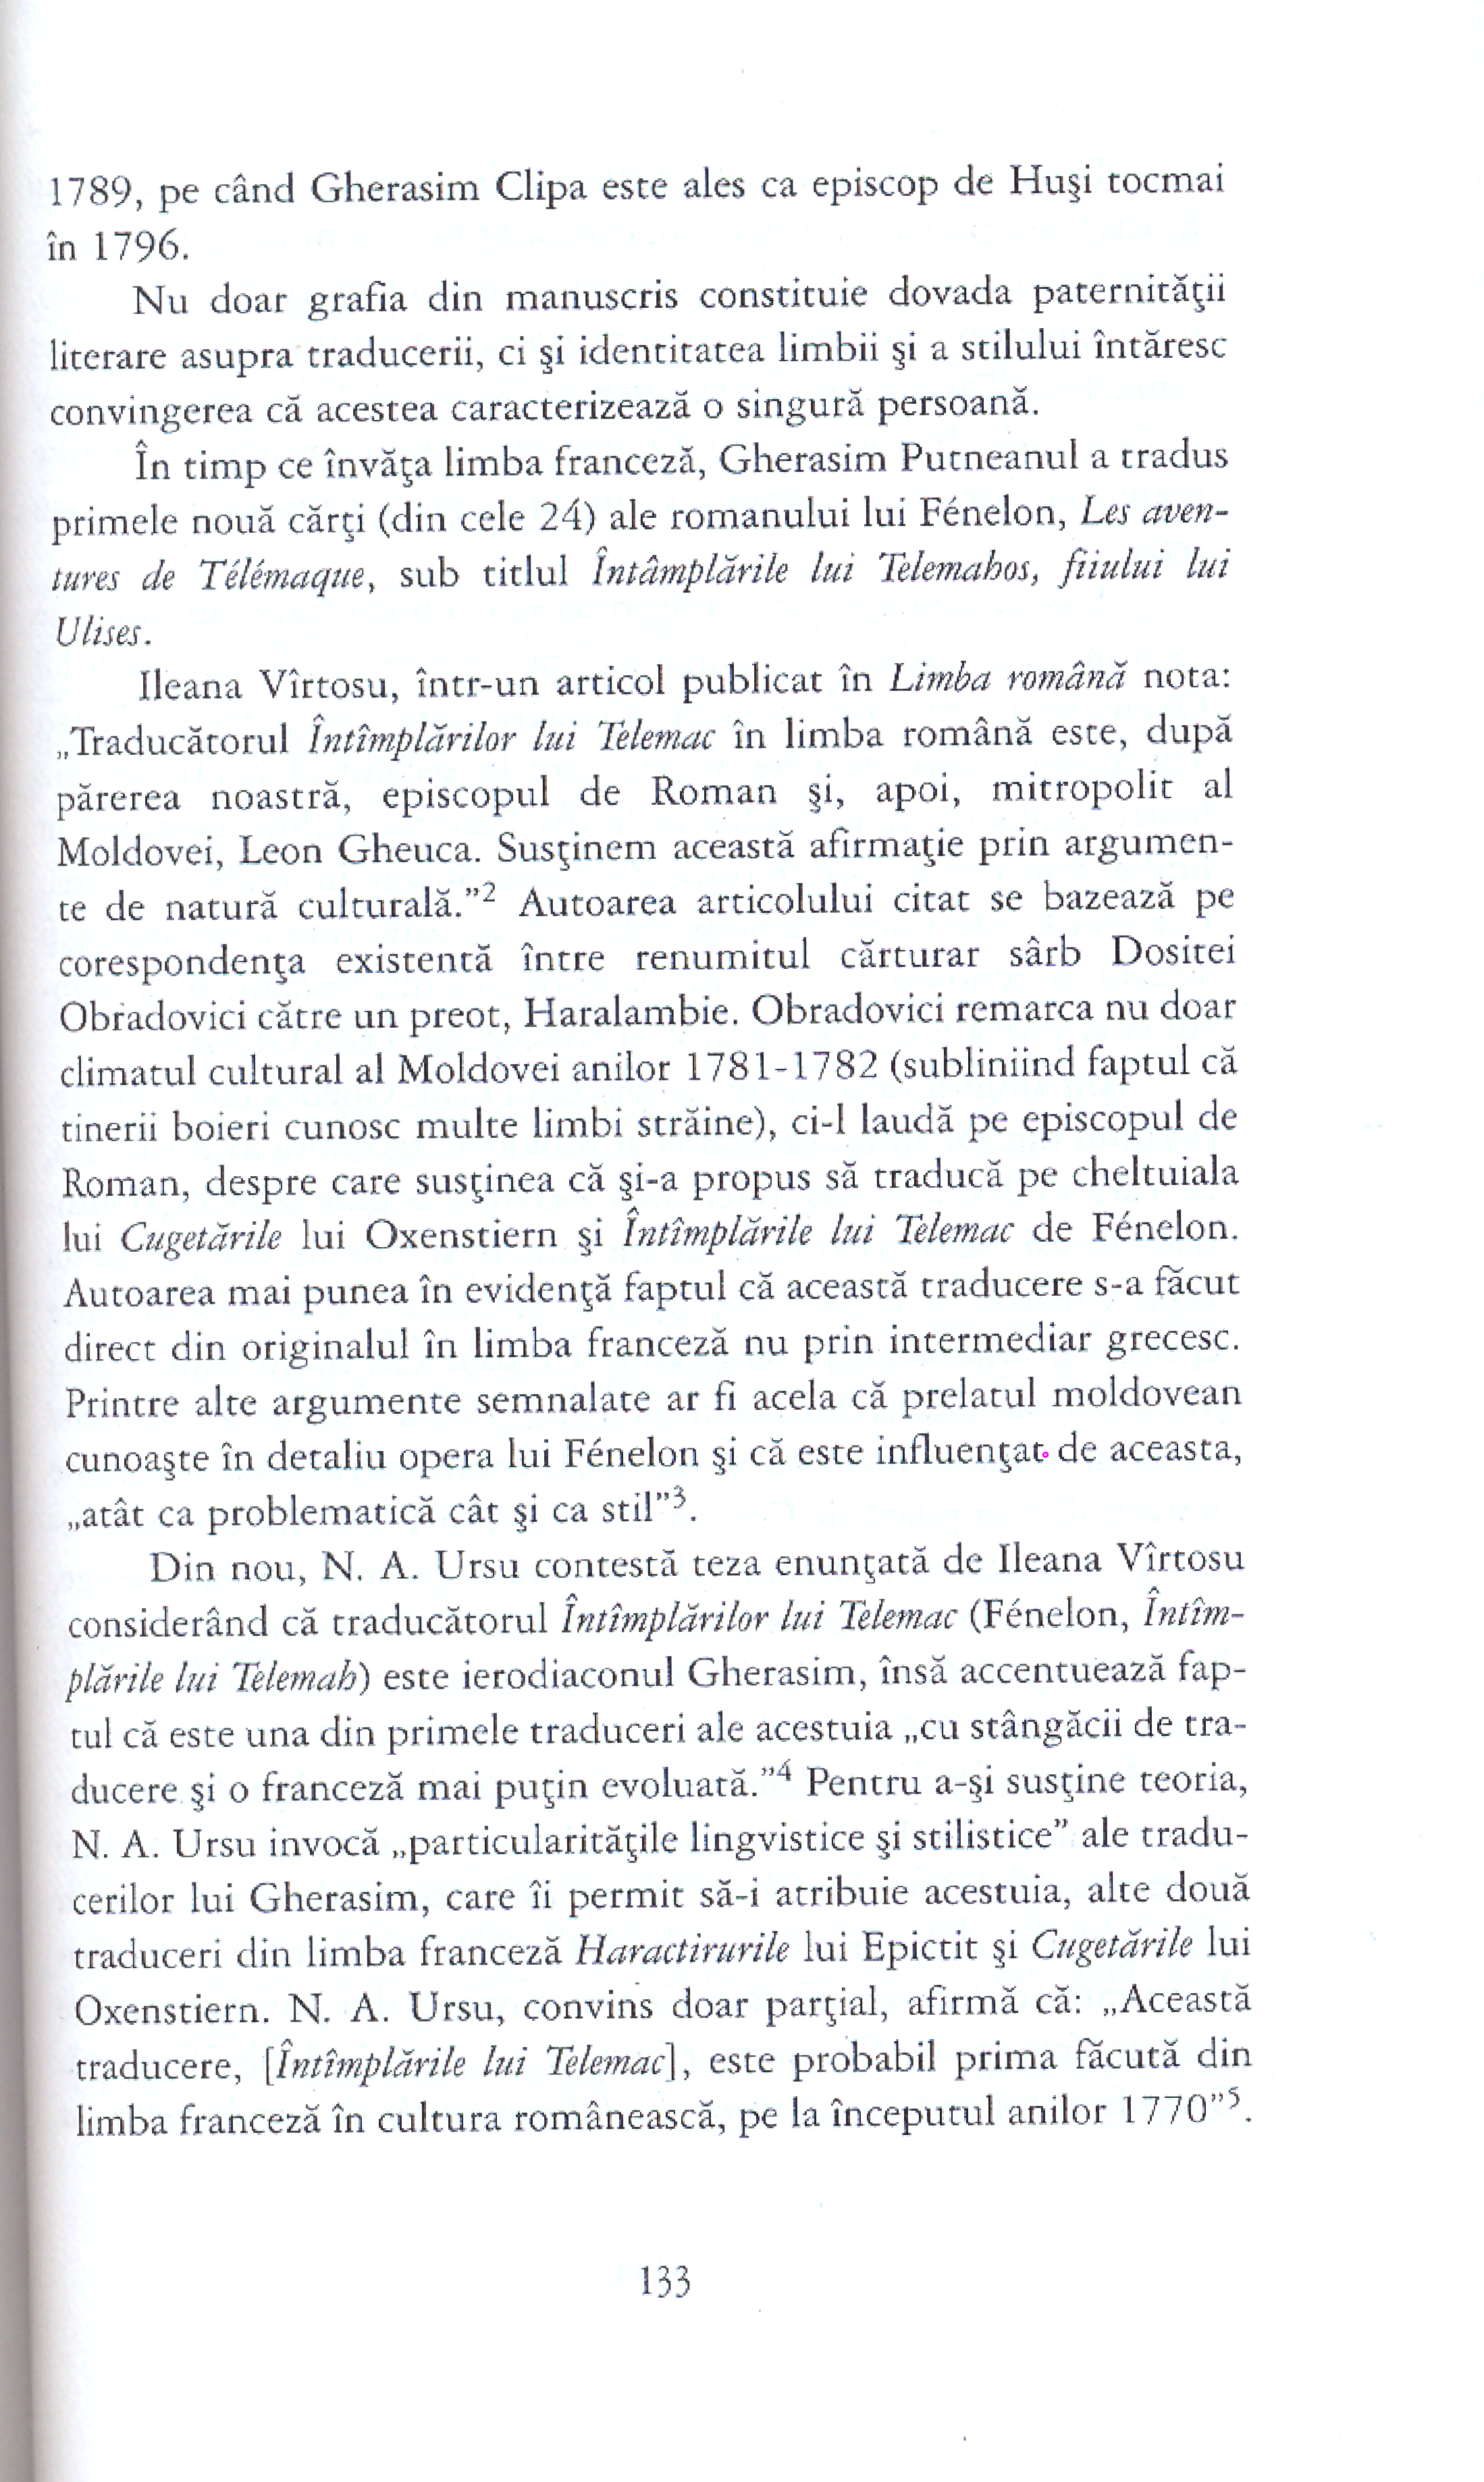 1789, pe când Gherasim Clipa este ales ca episcop de Huşi tocmai
în 1796.
Nu doar grafia din manuscris constituie dovada paternităţii
literare asupra traducerii, ci şi identitatea limbii şi a stilului întăresc
convingerea că acestea caracterizează o singură persoană.
În timp ce învăţa limba franceză, Gherasim Putneanul a tradus
primele nouă cărţi (din cele 24) ale romanului lui Fénelon, Les aven-
tures de Télémaque, sub titlul Întâmplările lui Telemahos, fiiului lui
Ulises.
Ileana Vîrtosu, într-un articol publicat în Limba română nota:
„Traducătorul Întîmplărilor lui Telemac în limba română este, după
părerea noastră, episcopul de Roman şi, apoi, mitropolit al
Moldovei, Leon Gheuca. Susţinem această afirmaţie prin argumen-
te de natură culturală.”2 Autoarea articolului citat se bazează pe
corespondenţa existentă între renumitul cărturar sârb Dositei
Obradovici către un preot, Haralambie. Obradovici remarca nu doar
climatul cultural al Moldovei anilor 1781-1782 (subliniind faptul că
tinerii boieri cunosc multe limbi străine), ci-l laudă pe episcopul de
Roman, despre care susţinea că şi-a propus să traducă pe cheltuiala
lui Cugetările lui Oxenstiern şi Întîmplările lui Telemac de Fénelon.
Autoarea mai punea în evidenţă faptul că această traducere s-a făcut
direct din originalul în limba franceză nu prin intermediar grecesc.
Printre alte argumente semnalate ar fi acela că prelatul moldovean
cunoaşte în detaliu opera lui Fénelon şi că este influenţat de aceasta,
„atât ca problematică cât şi ca stil”3.
Din nou, N. A. Ursu contestă teza enunţată de Ileana Vîrtosu
considerând că traducătorul Întîmplărilor lui Telemac (Fénelon, Întîm-
plările lui Telemah) este ierodiaconul Gherasim, însă accentuează fap-
tul că este una din primele traduceri ale acestuia „cu stângăcii de tra-
ducere şi o franceză mai puţin evoluată.”4 Pentru a-şi susţine teoria,
N. A. Ursu invocă „particularităţile lingvistice şi stilistice” ale tradu-
cerilor lui Gherasim, care îi permit să-i atribuie acestuia, alte două
traduceri din limba franceză Haractirurile lui Epictit şi Cugetările lui
Oxenstiern. N. A. Ursu, convins doar parţial, afirmă că: „Această
traducere, [Întîmplările lui Telemac], este probabil prima făcută din
limba franceză în cultura românească, pe la începutul anilor 1770”5.
133